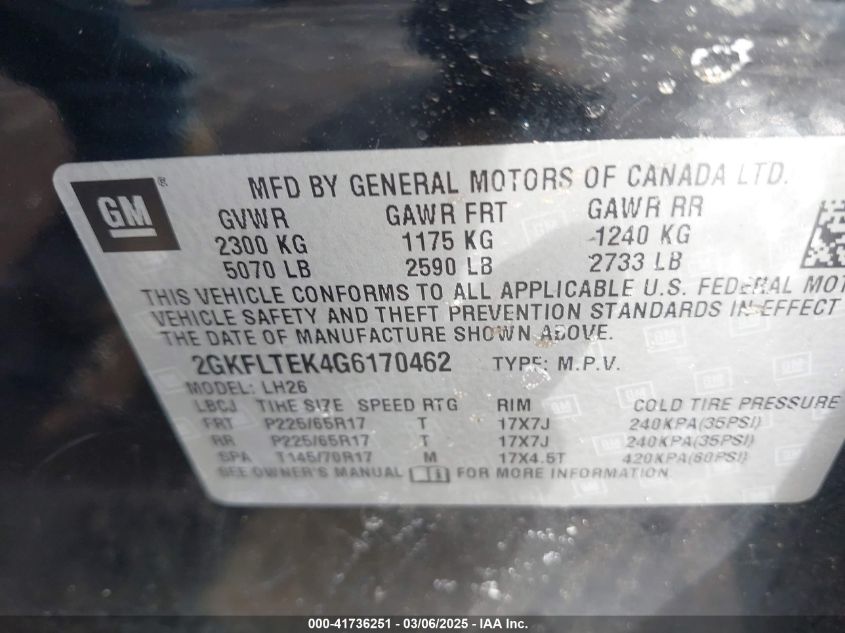 GM®
MFD BY GENERAL MOTORS OF CANADA LTD.
GVWR GAWR FRT GAWR RR
2300 KG 1175 KG 1240 KG
5070 LB 2590 LB 2733 LB
THIS VEHICLE CONFORMS TO ALL APPLICABLE U.S. FEDERAL MOT
VEHICLE SAFETY AND THEFT PREVENTION STANDARDS IN EFFECT
THE DATE OF MANUFACTURE SHOWN ABOVE.
2GKFLTEK4G6170462 TYPE: M.P.V.
MODEL: LH26
LBCJ TIRE SIZE SPEED RTG RIM COLD TIRE PRESSURE
FRT P225/65R17 T 17X7J 240KPA(35PSI)
RR P225/65R17 T 17X7J 240KPA(35PSI)
SPA T145/70R17 M 17X4.5T 420KPA(60PSI)
SEE OWNER'S MANUAL FOR MORE INFORMATION
000-41736251 - 03/06/2025 - IAA Inc.